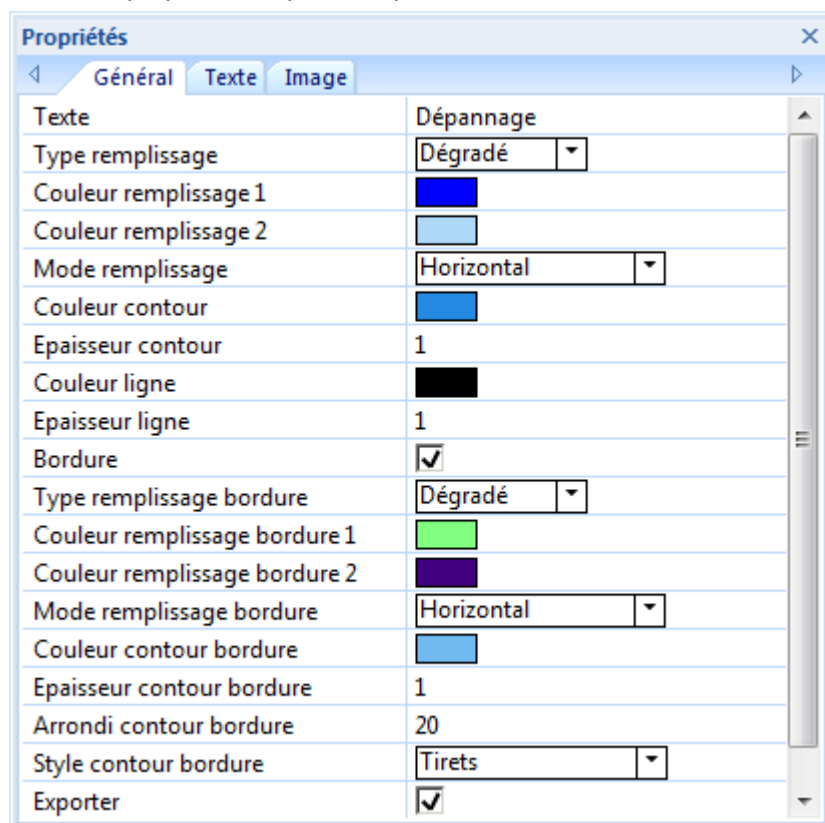 Propriétés
Général Texte Image
Texte Dépannage
Type remplissage Dégradé
Couleur remplissage 1
Couleur remplissage 2
Mode remplissage Horizontal
Couleur contour
Epaisseur contour 1
Couleur ligne
Epaisseur ligne 1
Bordure
Type remplissage bordure Dégradé
Couleur remplissage bordure 1
Couleur remplissage bordure 2
Mode remplissage bordure Horizontal
Couleur contour bordure
Epaisseur contour bordure 1
Arrondi contour bordure 20
Style contour bordure Tirets
Exporter